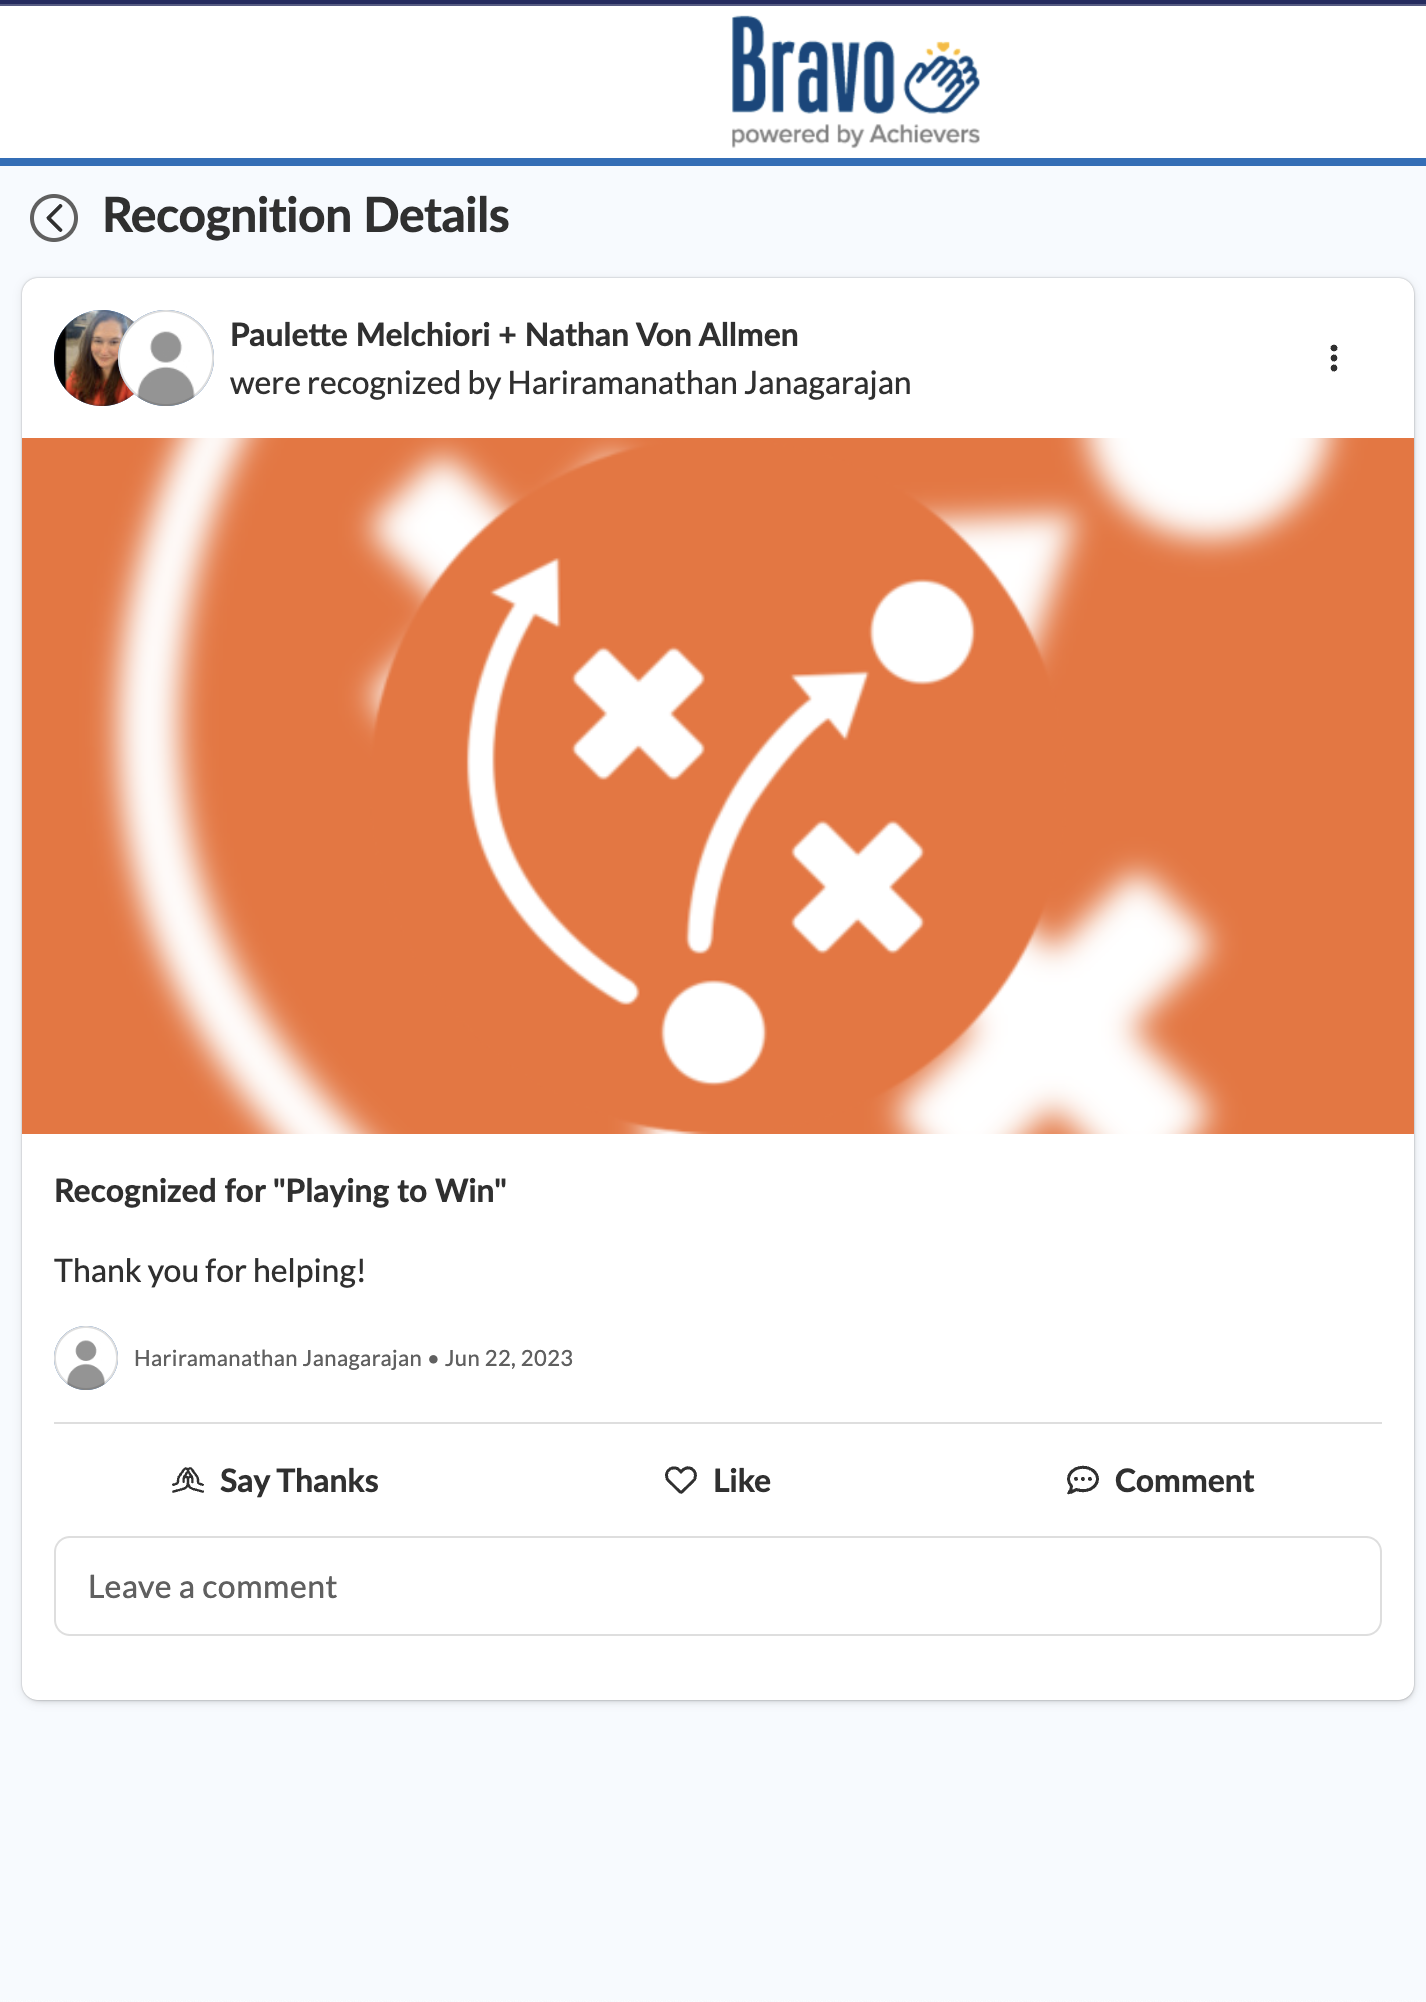 Bravo
powered by Achievers
Recognition Details
Paulette Melchiori + Nathan Von Allmen
were recognized by Hariramanathan Janagarajan
Recognized for "Playing to Win"
Thank you for helping!
Hariramanathan Janagarajan • Jun 22, 2023
Say Thanks
Like
Comment
Leave a comment